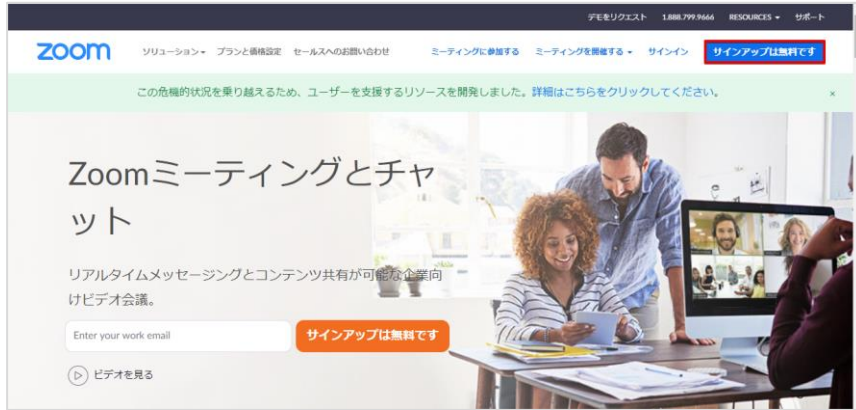 デモをリクエスト 1.888.799.9666 RESOURCES サポート
zoom ソリューション プランと価格設定 セールスへのお問い合わせ ミーティングに参加する ミーティングを開催する サインイン サインアップは無料です
この危機的状況を乗り越えるため、ユーザーを支援するリソースを開発しました。詳細はこちらをクリックしてください。 ×
Zoomミーティングとチャ
ット
リアルタイムメッセージングとコンテンツ共有が可能な企業向
けビデオ会議。
Enter your work email サインアップは無料です
ビデオを見る